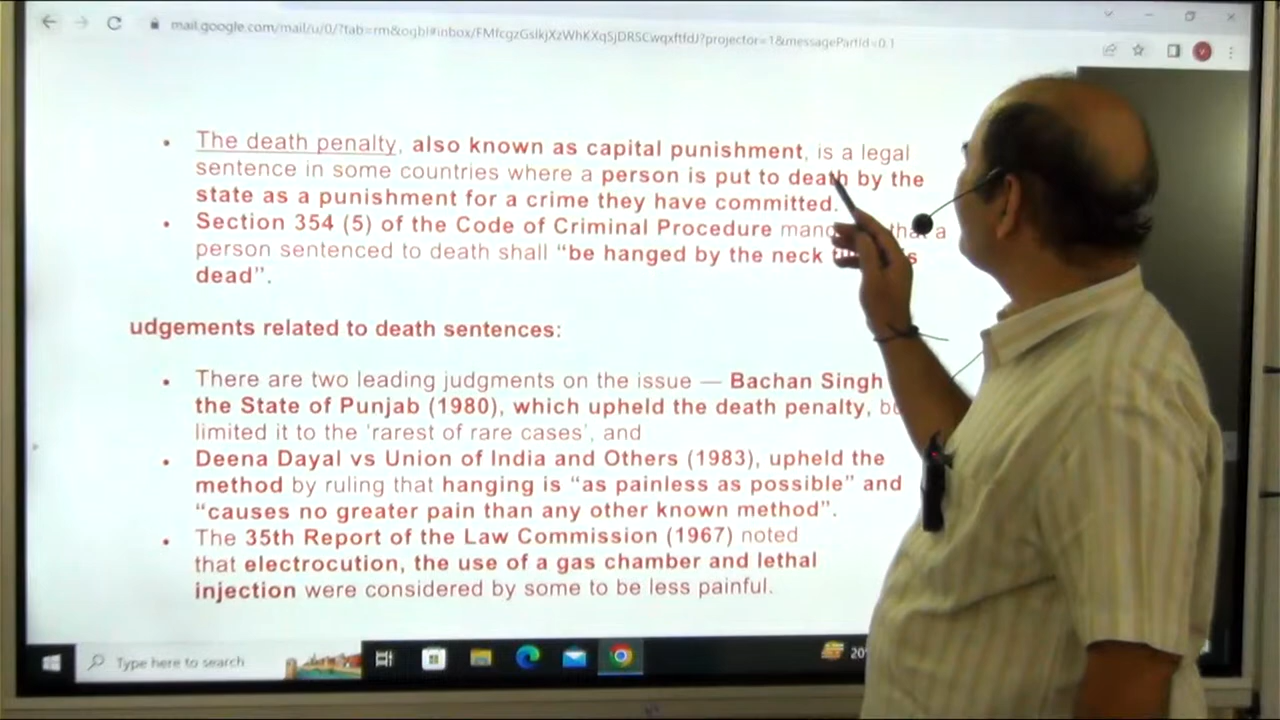 mail.google.com/mail/u/0/?tab=rm&ogbl#inbox/FMfcgzGslkjXzWhKXqSjDRSCwqxftfdJ?projector=1&messagePartId=0.1
The death penalty, also known as capital punishment, is a legal
sentence in some countries where a person is put to death by the
state as a punishment for a crime they have committed.
Section 354 (5) of the Code of Criminal Procedure a
person sentenced to death shall “be hanged by the neck
dead”.
udgements related to death sentences:
There are two leading judgments on the issue — Bachan Singh
the State of Punjab (1980), which upheld the death penalty,
limited it to the ‘rarest of rare cases’, and
Deena Dayal vs Union of India and Others (1983), upheld the
method by ruling that hanging is “as painless as possible” and
“causes no greater pain than any other known method”.
The 35th Report of the Law Commission (1967) noted
that electrocution, the use of a gas chamber and lethal
injection were considered by some to be less painful.
Type here to search